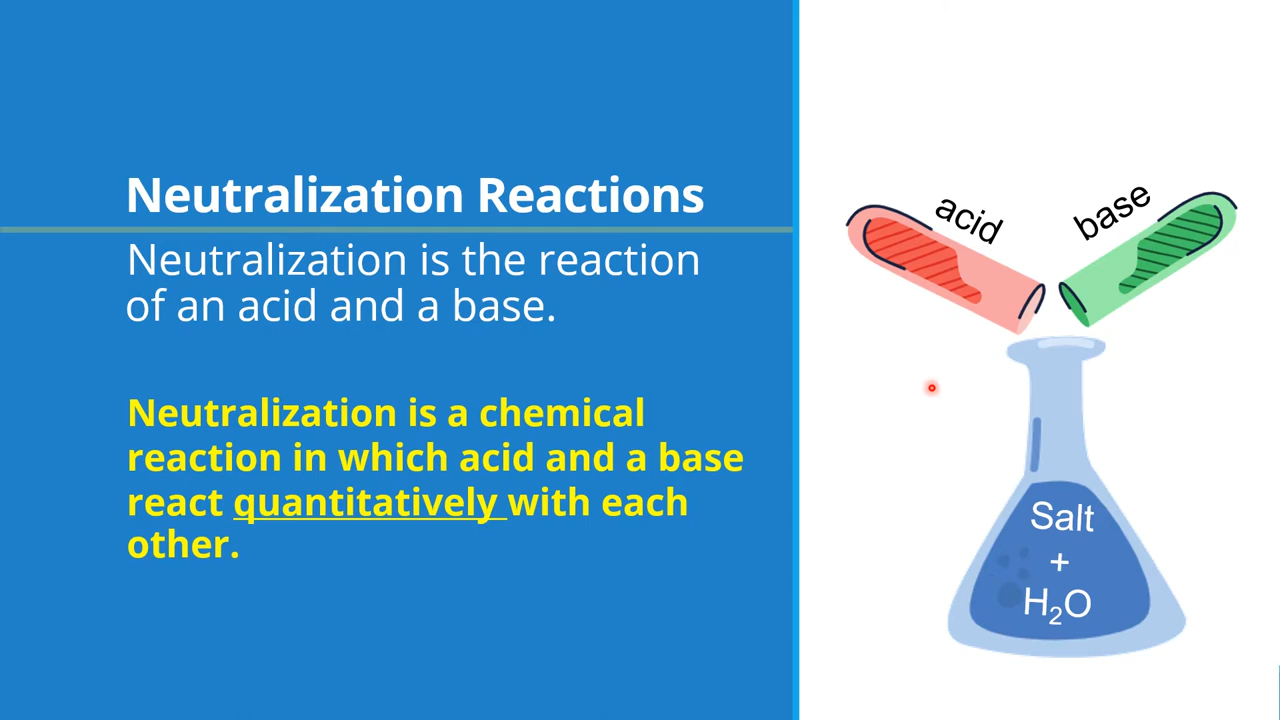 Neutralization Reactions
Neutralization is the reaction
of an acid and a base.
Neutralization is a chemical
reaction in which acid and a base
react quantitatively with each
other.
acid
base
Salt
+
H₂O